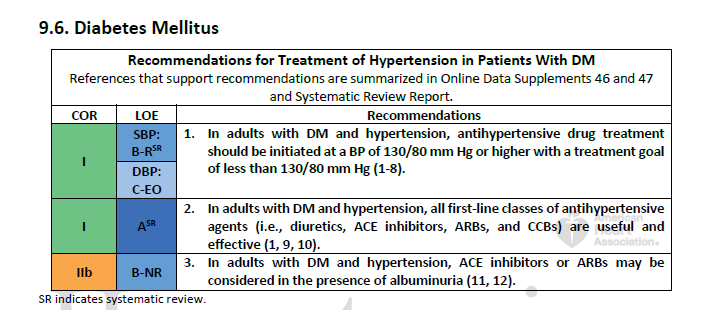 9.6. Diabetes Mellitus
Recommendations for Treatment of Hypertension in Patients With DM
References that support recommendations are summarized in Online Data Supplements 46 and 47
and Systematic Review Report.
COR LOE Recommendations
I
SBP:
B-R^SR
DBP:
C-EO
1. In adults with DM and hypertension, antihypertensive drug treatment
should be initiated at a BP of 130/80 mm Hg or higher with a treatment goal
of less than 130/80 mm Hg (1-8).
I
A^SR
2. In adults with DM and hypertension, all first-line classes of antihypertensive
agents (i.e., diuretics, ACE inhibitors, ARBs, and CCBs) are useful and
effective (1, 9, 10).
American
Heart
Association.
IIb
B-NR
3. In adults with DM and hypertension, ACE inhibitors or ARBs may be
considered in the presence of albuminuria (11, 12).
SR indicates systematic review.